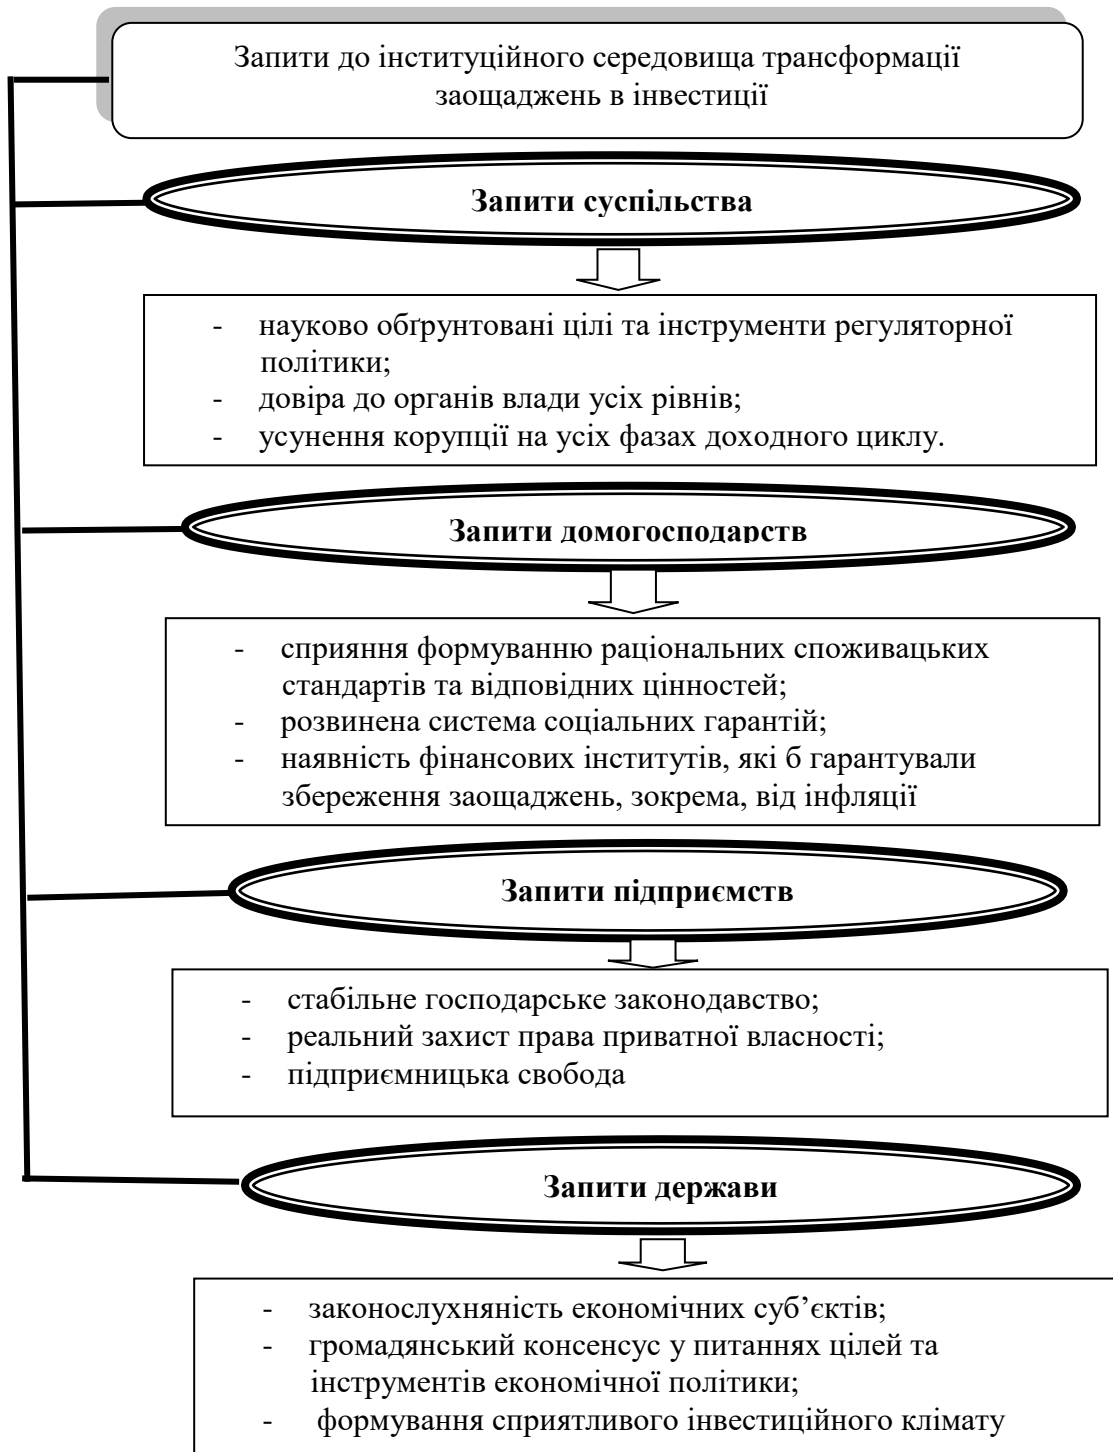 Запити до інституційного середовища трансформації
заощаджень в інвестиції
Запити суспільства
- науково обґрунтовані цілі та інструменти регуляторної
політики;
- довіра до органів влади усіх рівнів;
- усунення корупції на усіх фазах доходного циклу.
Запити домогосподарств
- сприяння формуванню раціональних споживацьких
стандартів та відповідних цінностей;
- розвинена система соціальних гарантій;
- наявність фінансових інститутів, які б гарантували
збереження заощаджень, зокрема, від інфляції
Запити підприємств
- стабільне господарське законодавство;
- реальний захист права приватної власності;
- підприємницька свобода
Запити держави
- законослухняність економічних суб’єктів;
- громадянський консенсус у питаннях цілей та
інструментів економічної політики;
- формування сприятливого інвестиційного клімату